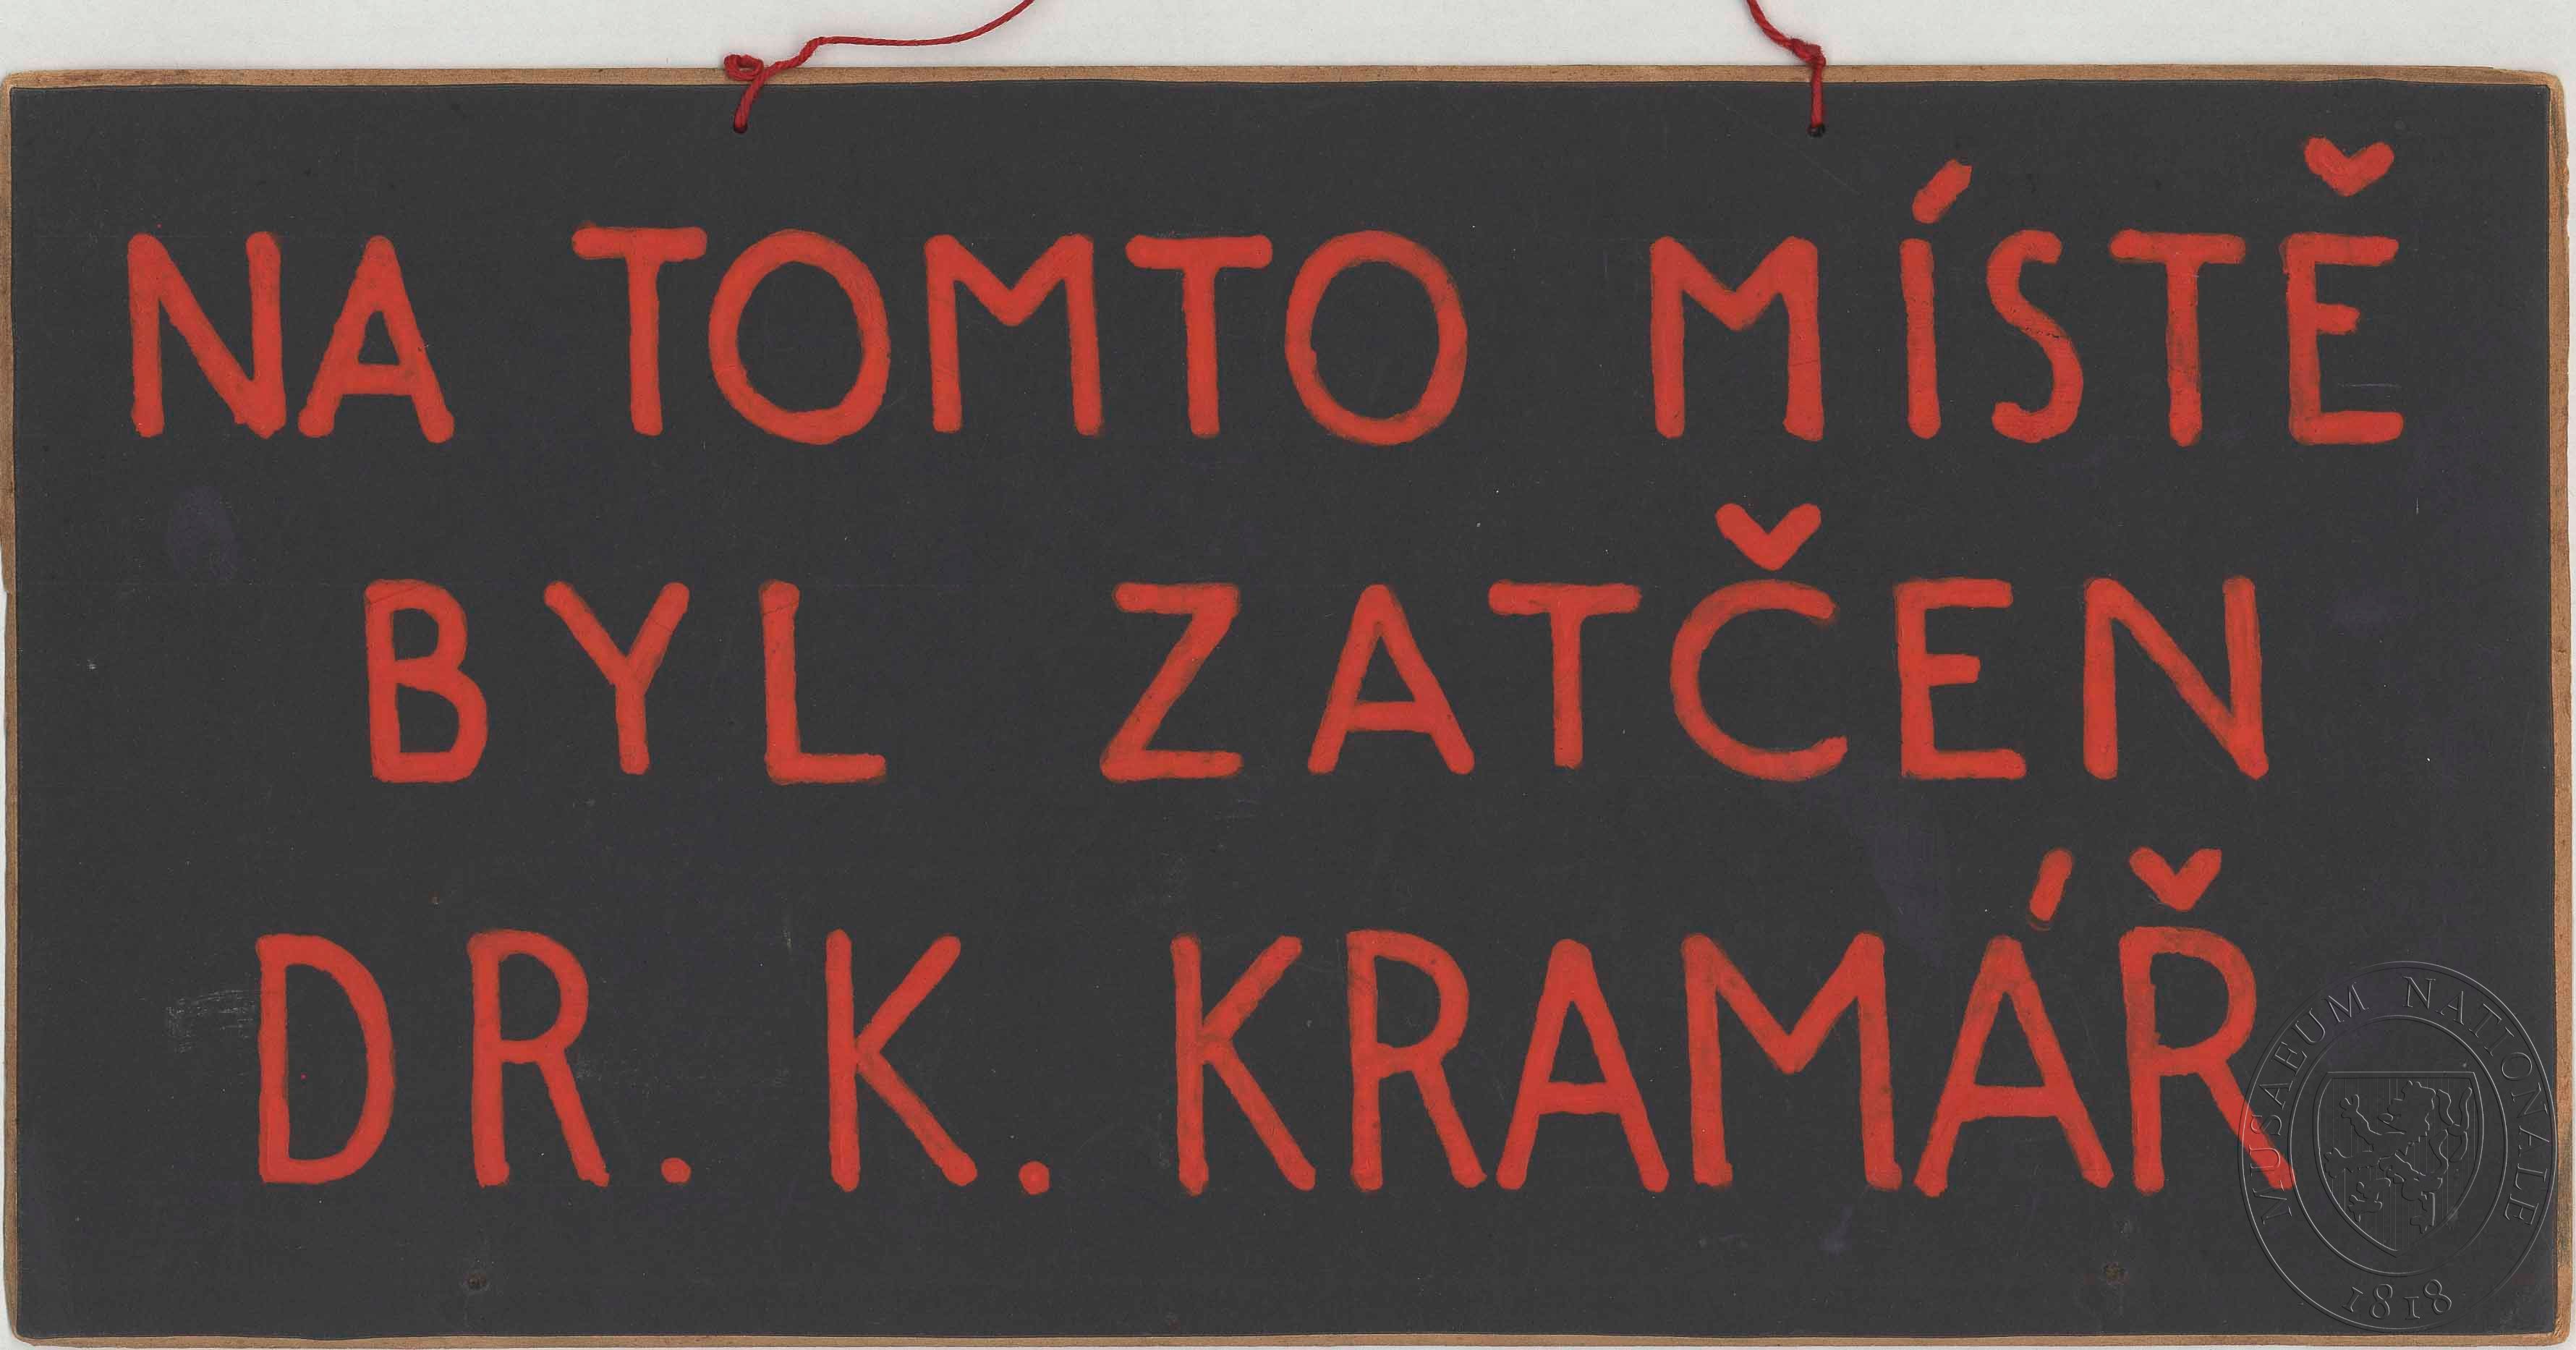 NA TOMTO MÍSTĚ
BYL ZATČEN
DR. K. KRAMÁŘ
MUSAEUM NATIONALE
1818